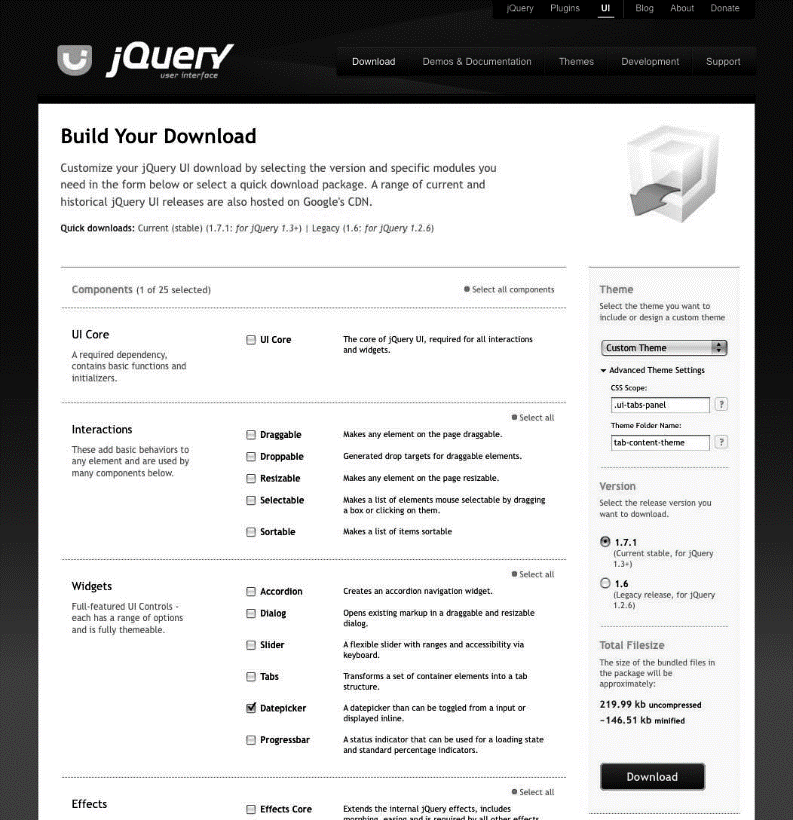 jQuery Plugins UI Blog About Donate
jQuery
user interface
Download Demos & Documentation Themes Development Support
Build Your Download
Customize your jQuery UI download by selecting the version and specific modules you
need in the form below or select a quick download package. A range of current and
historical jQuery UI releases are also hosted on Google's CDN.
Quick downloads: Current (stable) (1.7.1: for jQuery 1.3+) | Legacy (1.6: for jQuery 1.2.6)
Components (1 of 25 selected)
Select all components
UI Core
A required dependency,
contains basic functions and
initializers.
UI Core
The core of jQuery UI, required for all interactions
and widgets.
Interactions
These add basic behaviors to
any element and are used by
many components below.
Select all
Draggable
Makes any element on the page draggable.
Droppable
Generated drop targets for draggable elements.
Resizable
Makes any element on the page resizable.
Selectable
Makes a list of elements mouse selectable by dragging
a box or clicking on them.
Sortable
Makes a list of items sortable
Widgets
Full-featured UI Controls -
each has a range of options
and is fully themeable.
Select all
Accordion
Creates an accordion navigation widget.
Dialog
Opens existing markup in a draggable and resizable
dialog.
Slider
A flexible slider with ranges and accessibility via
keyboard.
Tabs
Transforms a set of container elements into a tab
structure.
Datepicker
A datepicker than can be toggled from a input or
displayed inline.
Progressbar
A status indicator that can be used for a loading state
and standard percentage indicators.
Effects
Select all
Effects Core
Extends the internal jQuery effects, includes
morphing, easing and is required by all other effects
Theme
Select the theme you want to
include or design a custom theme
Custom Theme
Advanced Theme Settings
CSS Scope:
.ui-tabs-panel ?
Theme Folder Name:
tab-content-theme ?
Version
Select the release version you
want to download.
1.7.1
(Current stable, for jQuery
1.3+)
1.6
(Legacy release, for jQuery
1.2.6)
Total Filesize
The size of the bundled files in
the package will be
approximately:
219.99 kb uncompressed
~146.51 kb minified
Download